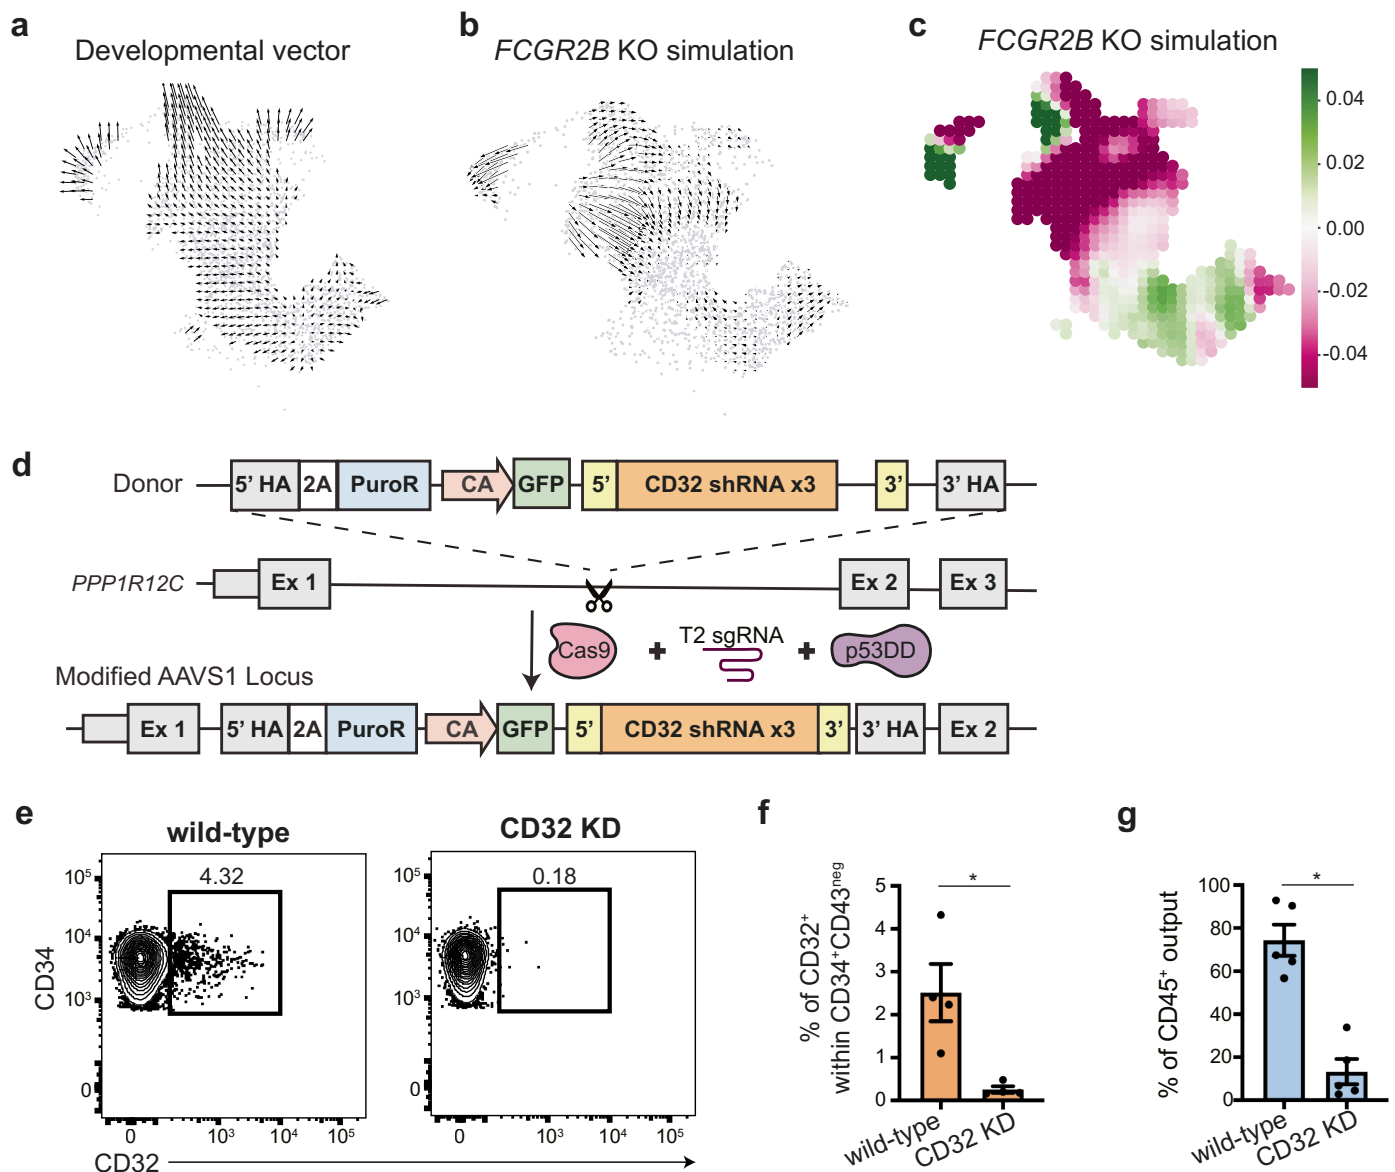 a
Developmental vector
b
FCGR2B KO simulation
c
FCGR2B KO simulation
0.04
0.02
0.00
-0.02
-0.04
d
Donor
5' HA 2A PuroR CA GFP 5' CD32 shRNA x3 3' 3' HA
PPP1R12C
Ex 1 Ex 2 Ex 3
Cas9 + T2 sgRNA + p53DD
Modified AAVS1 Locus
Ex 1 5' HA 2A PuroR CA GFP 5' CD32 shRNA x3 3' 3' HA Ex 2
e
wild-type
CD32 KD
4.32
0.18
CD34
10⁵
10⁴
10³
0
0 10³ 10⁴ 10⁵
10⁵
10⁴
10³
0
0 10³ 10⁴ 10⁵
CD32
f
% of CD32⁺
within CD34⁺CD43ⁿᵉᵍ
5
4
3
2
1
0
*
wild-type
CD32 KD
g
% of CD45⁺ output
100
80
60
40
20
0
*
wild-type
CD32 KD